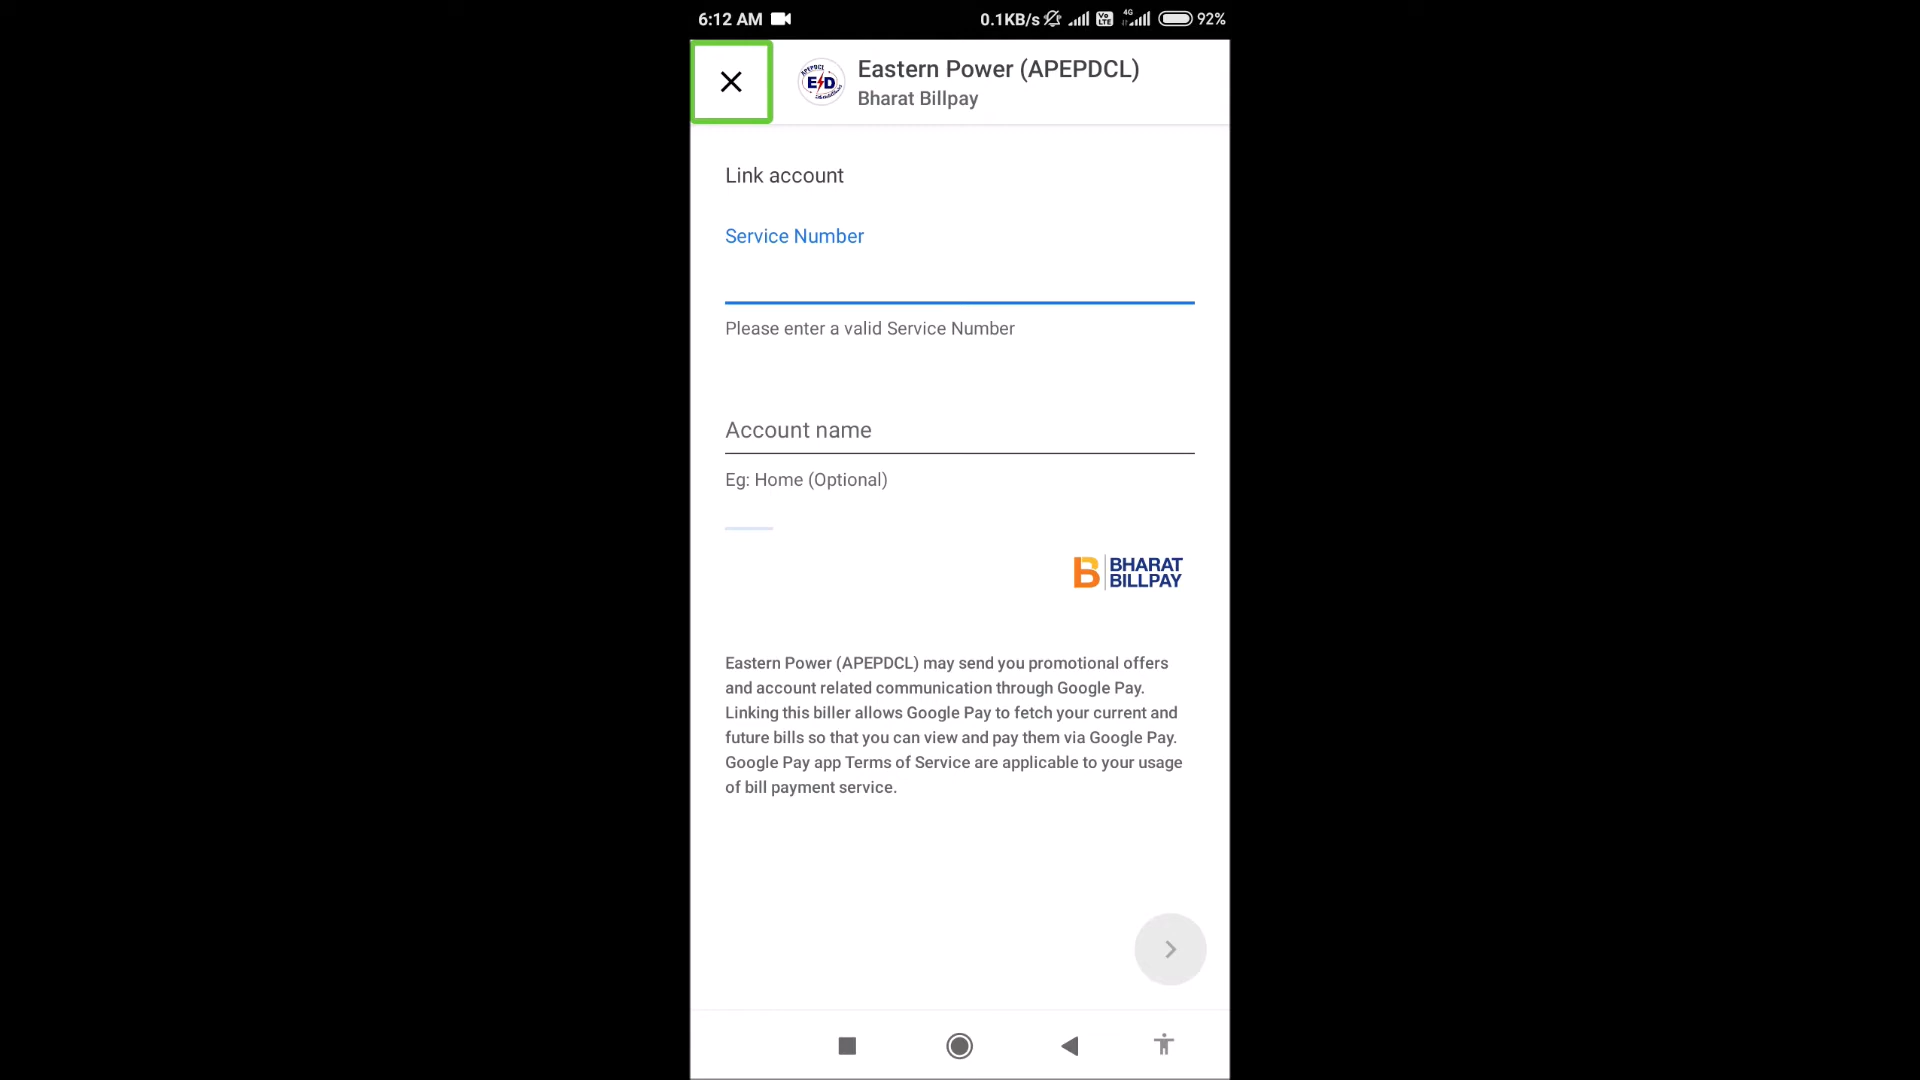 6:12 AM 0.1KB/s Vo LTE 4G 92%
Eastern Power (APEPDCL)
Bharat Billpay
APEPDCL
Link account
Service Number
Please enter a valid Service Number
Account name
Eg: Home (Optional)
BHARAT
BILLPAY
Eastern Power (APEPDCL) may send you promotional offers
and account related communication through Google Pay.
Linking this biller allows Google Pay to fetch your current and
future bills so that you can view and pay them via Google Pay.
Google Pay app Terms of Service are applicable to your usage
of bill payment service.